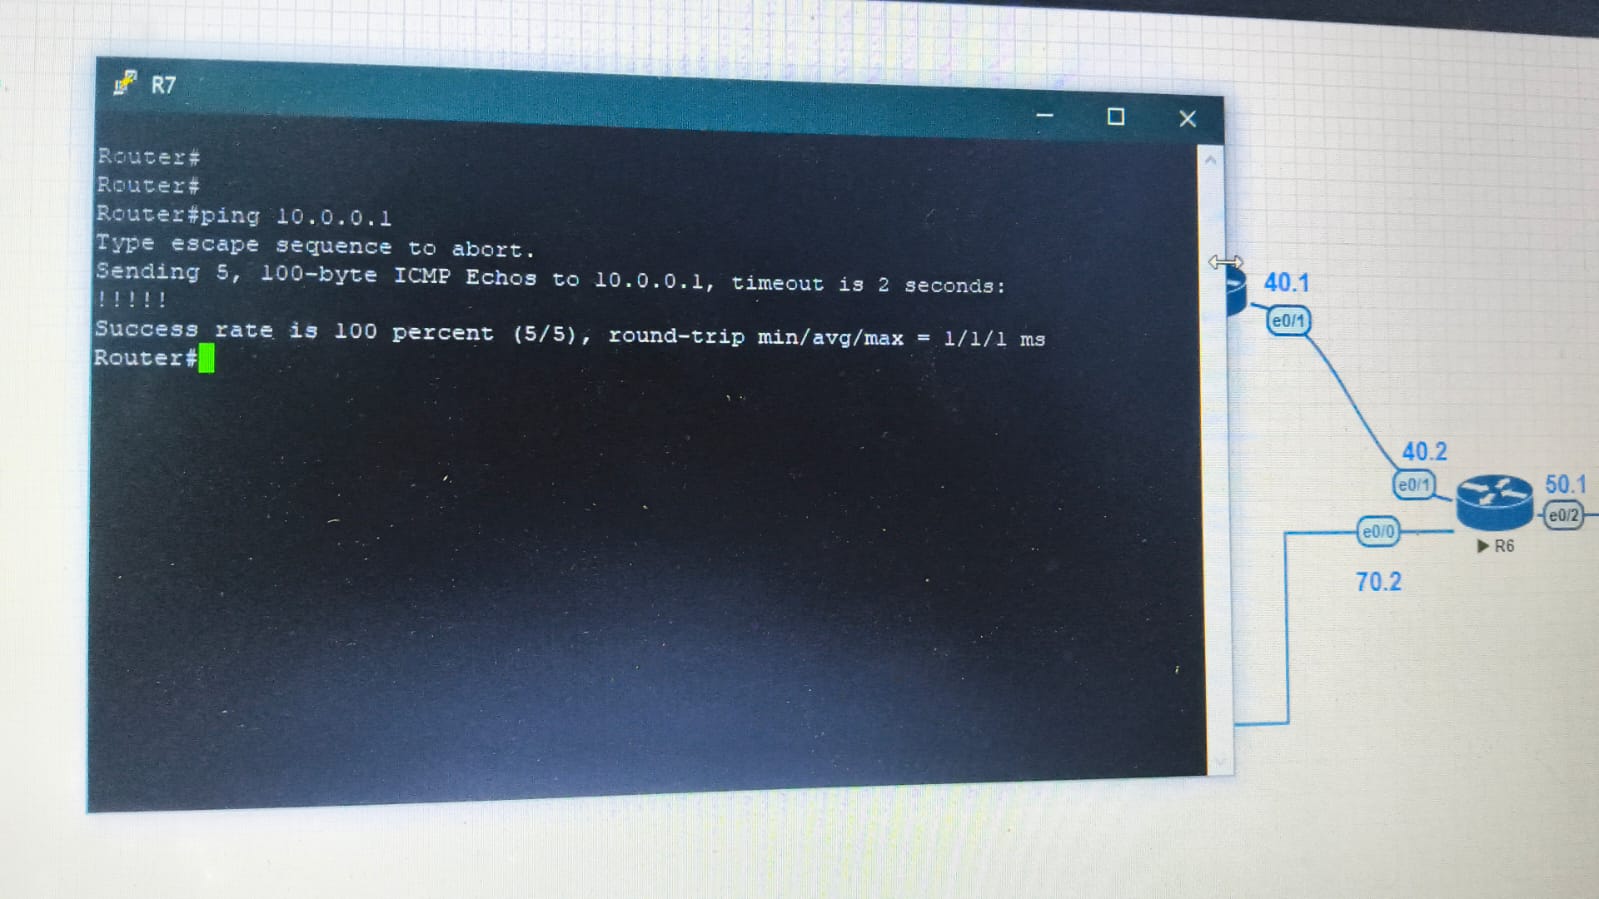 R7
Router#
Router#
Router#ping 10.0.0.1
Type escape sequence to abort.
Sending 5, 100-byte ICMP Echos to 10.0.0.1, timeout is 2 seconds:
!!!!!
Success rate is 100 percent (5/5), round-trip min/avg/max = 1/1/1 ms
Router#
40.1
e0/1
40.2
e0/1
50.1
e0/2
e0/0
R6
70.2